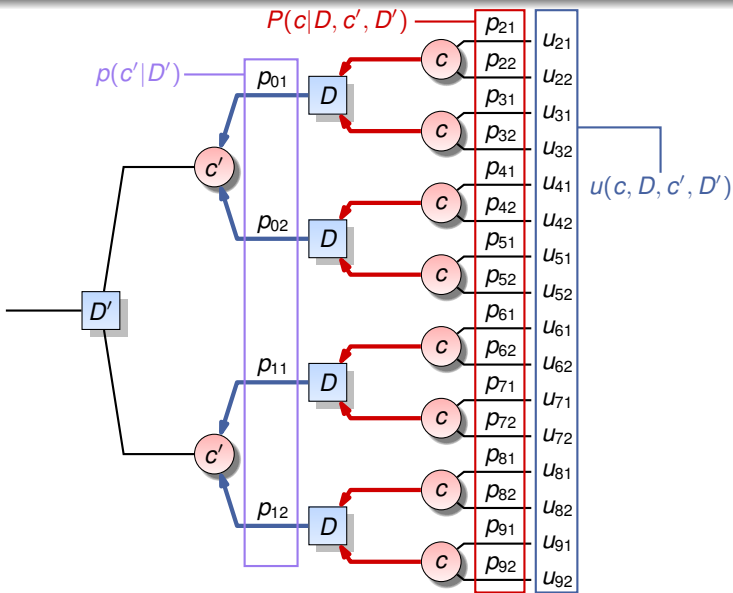 P(c|D, c′, D′)
p(c′|D′)
u(c, D, c′, D′)
D′
c′
c′
p₀₁
p₀₂
p₁₁
p₁₂
D
D
D
D
c
c
c
c
c
c
c
c
p₂₁
p₂₂
p₃₁
p₃₂
p₄₁
p₄₂
p₅₁
p₅₂
p₆₁
p₆₂
p₇₁
p₇₂
p₈₁
p₈₂
p₉₁
p₉₂
u₂₁
u₂₂
u₃₁
u₃₂
u₄₁
u₄₂
u₅₁
u₅₂
u₆₁
u₆₂
u₇₁
u₇₂
u₈₁
u₈₂
u₉₁
u₉₂